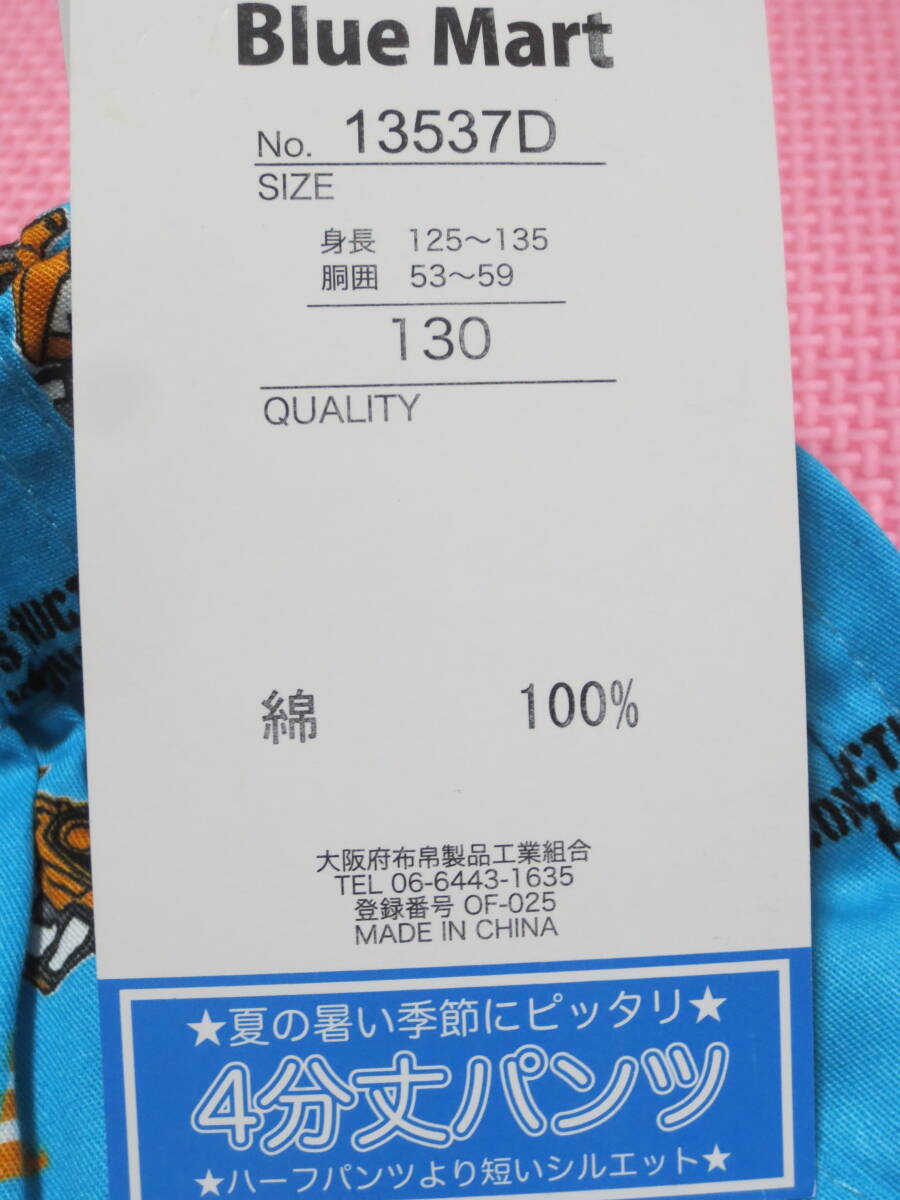 Blue Mart
No. 13537D
SIZE
身長 125～135
胴囲 53～59
130
QUALITY
綿 100%
大阪府布帛製品工業組合
TEL 06-6443-1635
登録番号 OF-025
MADE IN CHINA
★夏の暑い季節にピッタリ★
4分丈パンツ
★ハーフパンツより短いシルエット★